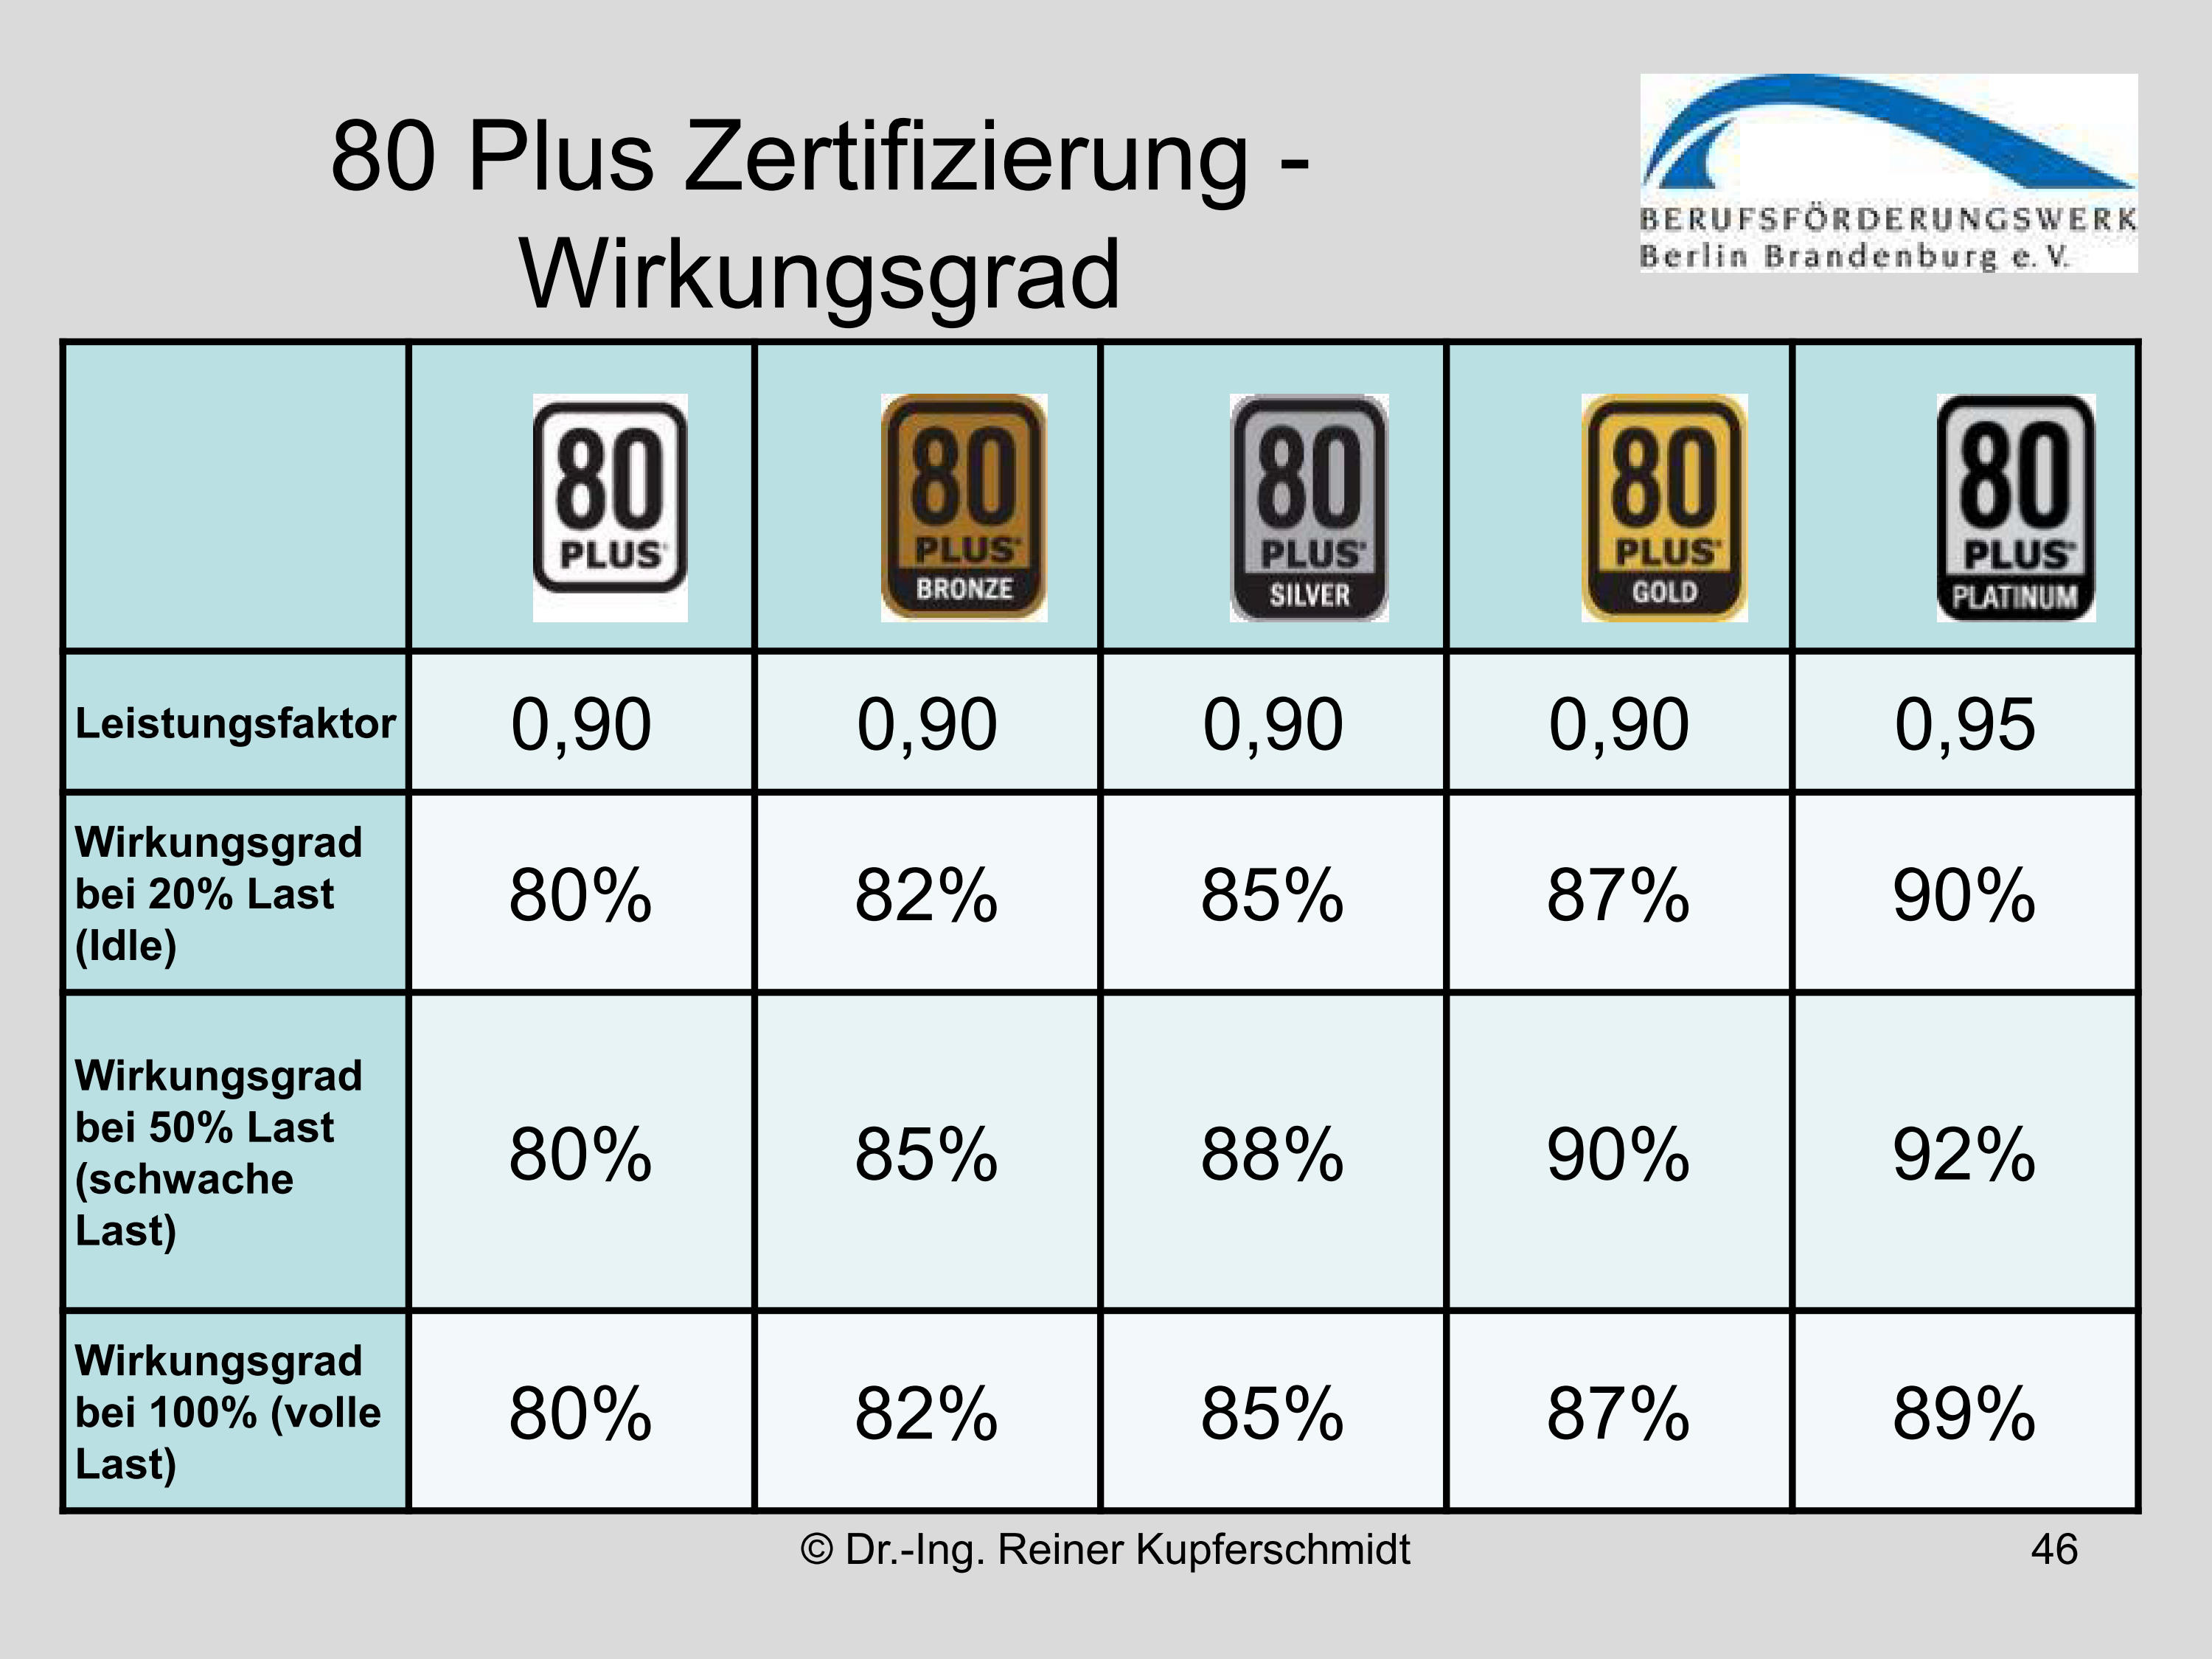 80 Plus Zertifizierung -
Wirkungsgrad
BERUFSFÖRDERUNGSWERK
Berlin Brandenburg e. V.
80
PLUS
80
PLUS
BRONZE
80
PLUS
SILVER
80
PLUS
GOLD
80
PLUS
PLATINUM
Leistungsfaktor
0,90
0,90
0,90
0,90
0,95
Wirkungsgrad
bei 20% Last
(Idle)
80%
82%
85%
87%
90%
Wirkungsgrad
bei 50% Last
(schwache
Last)
80%
85%
88%
90%
92%
Wirkungsgrad
bei 100% (volle
Last)
80%
82%
85%
87%
89%
© Dr.-Ing. Reiner Kupferschmidt
46